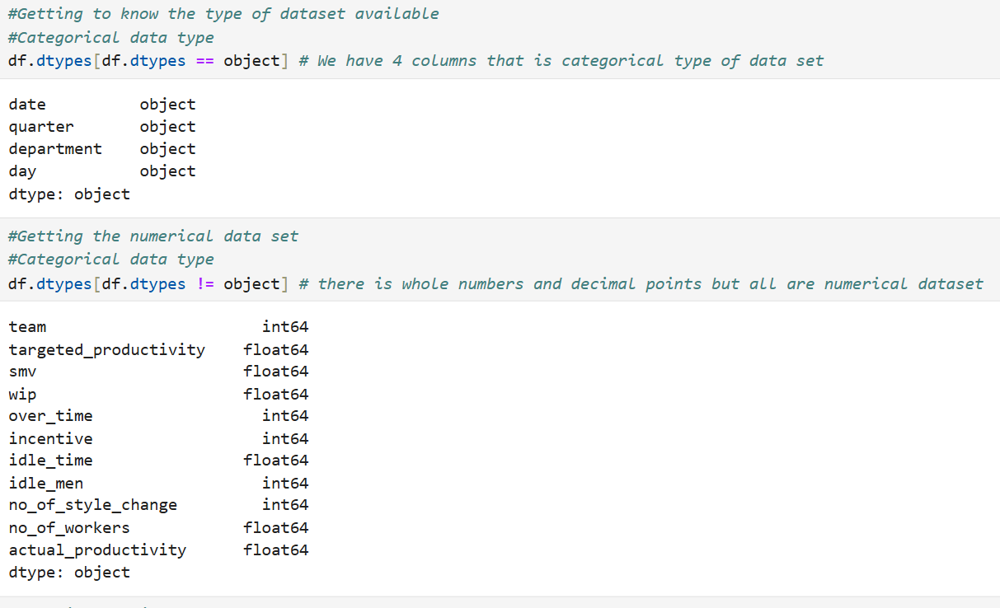 #Getting to know the type of dataset available
#Categorical data type
df.dtypes[df.dtypes == object] # We have 4 columns that is categorical type of data set
date object
quarter object
department object
day object
dtype: object
#Getting the numerical data set
#Categorical data type
df.dtypes[df.dtypes != object] # there is whole numbers and decimal points but all are numerical dataset
team int64
targeted_productivity float64
smv float64
wip float64
over_time int64
incentive int64
idle_time float64
idle_men int64
no_of_style_change int64
no_of_workers float64
actual_productivity float64
dtype: object